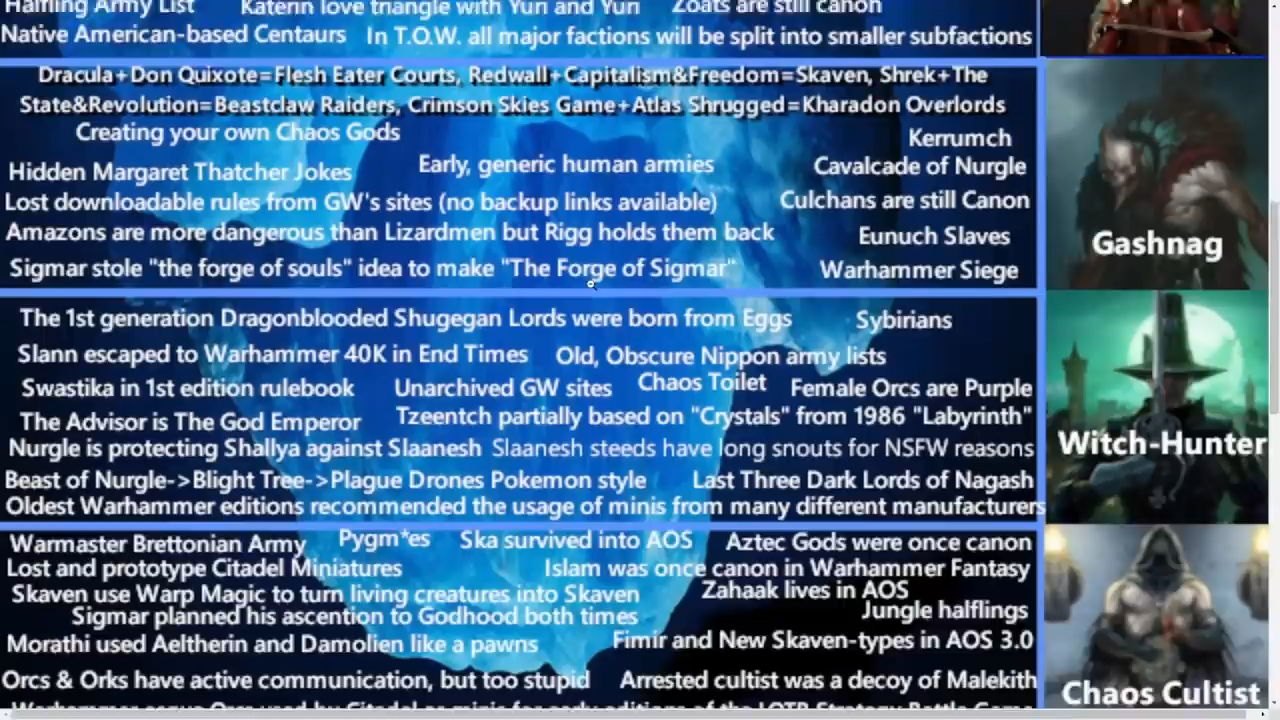 Halfling Army List Katerin love triangle with Yuri and Yuri Zoats are still canon
Native American-based Centaurs In T.O.W. all major factions will be split into smaller subfactions
Dracula+Don Quixote=Flesh Eater Courts, Redwall+Capitalism&Freedom=Skaven, Shrek+The
State&Revolution=Beastclaw Raiders, Crimson Skies Game+Atlas Shrugged=Kharadon Overlords
Creating your own Chaos Gods Kerrumch
Hidden Margaret Thatcher Jokes Early, generic human armies Cavalcade of Nurgle
Lost downloadable rules from GW's sites (no backup links available) Culchans are still Canon
Amazons are more dangerous than Lizardmen but Rigg holds them back Eunuch Slaves
Gashnag
Sigmar stole "the forge of souls" idea to make "The Forge of Sigmar" Warhammer Siege
The 1st generation Dragonblooded Shugegan Lords were born from Eggs Sybirians
Slann escaped to Warhammer 40K in End Times Old, Obscure Nippon army lists
Swastika in 1st edition rulebook Unarchived GW sites Chaos Toilet Female Orcs are Purple
The Advisor is The God Emperor Tzeentch partially based on "Crystals" from 1986 "Labyrinth"
Nurgle is protecting Shallya against Slaanesh Slaanesh steeds have long snouts for NSFW reasons
Witch-Hunter
Beast of Nurgle->Blight Tree->Plague Drones Pokemon style Last Three Dark Lords of Nagash
Oldest Warhammer editions recommended the usage of minis from many different manufacturers
Warmaster Brettonian Army Pygm*es Ska survived into AOS Aztec Gods were once canon
Lost and prototype Citadel Miniatures Islam was once canon in Warhammer Fantasy
Skaven use Warp Magic to turn living creatures into Skaven Zahaak lives in AOS
Sigmar planned his ascention to Godhood both times Jungle halflings
Morathi used Aeltherin and Damolien like a pawns Fimir and New Skaven-types in AOS 3.0
Orcs & Orks have active communication, but too stupid Arrested cultist was a decoy of Malekith
Chaos Cultist